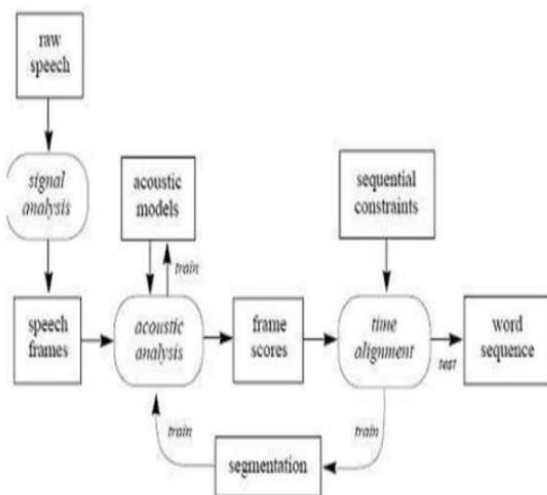 raw
speech
signal
analysis
acoustic
models
sequential
constraints
train
speech
frames
acoustic
analysis
frame
scores
time
alignment
test
word
sequence
train
train
segmentation